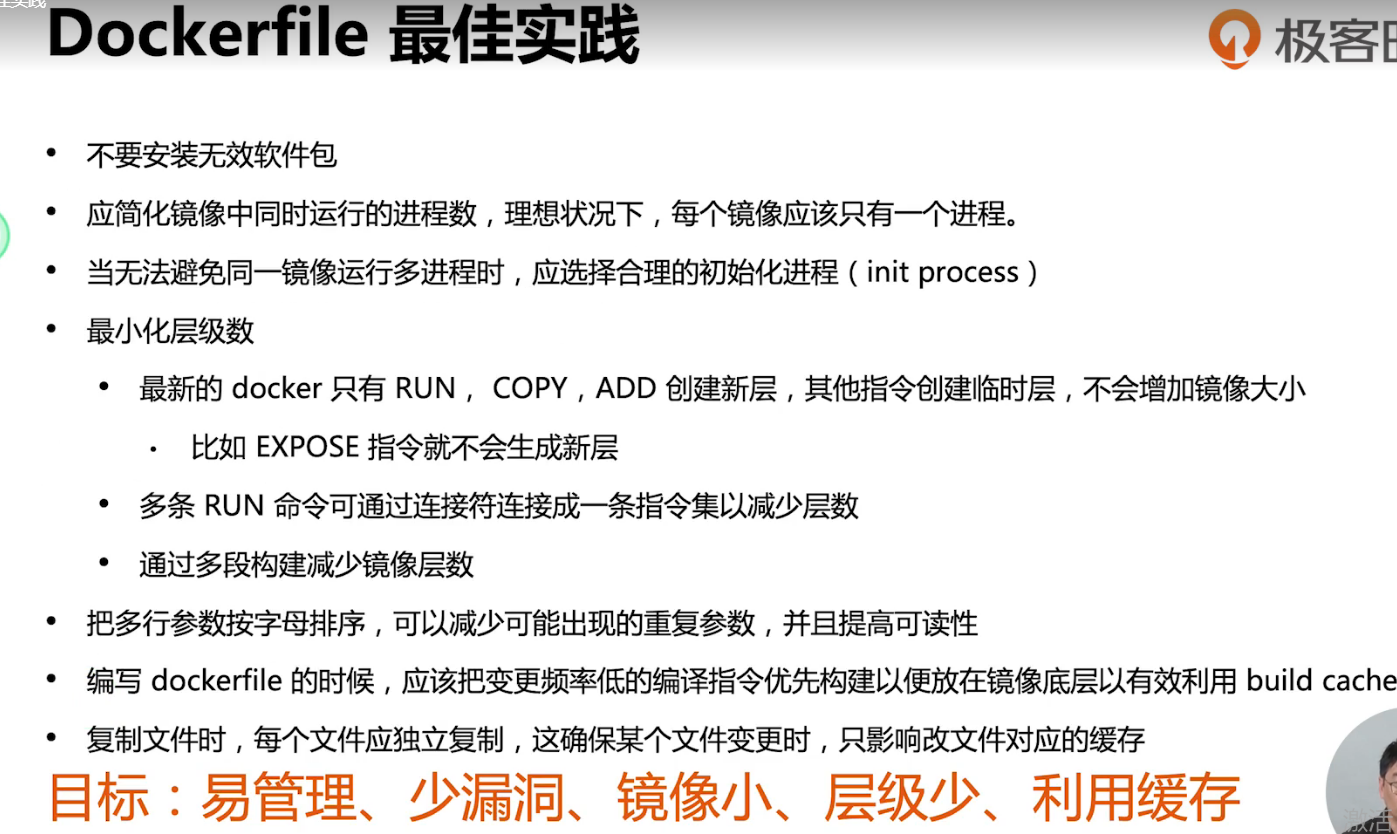 Dockerfile 最佳实践
极客
• 不要安装无效软件包
• 应简化镜像中同时运行的进程数，理想状况下，每个镜像应该只有一个进程。
• 当无法避免同一镜像运行多进程时，应选择合理的初始化进程（init process）
• 最小化层级数
• 最新的 docker 只有 RUN， COPY，ADD 创建新层，其他指令创建临时层，不会增加镜像大小
• 比如 EXPOSE 指令就不会生成新层
• 多条 RUN 命令可通过连接符连接成一条指令集以减少层数
• 通过多段构建减少镜像层数
• 把多行参数按字母排序，可以减少可能出现的重复参数，并且提高可读性
• 编写 dockerfile 的时候，应该把变更频率低的编译指令优先构建以便放在镜像底层以有效利用 build cache
• 复制文件时，每个文件应独立复制，这确保某个文件变更时，只影响改文件对应的缓存
目标：易管理、少漏洞、镜像小、层级少、利用缓存
激活